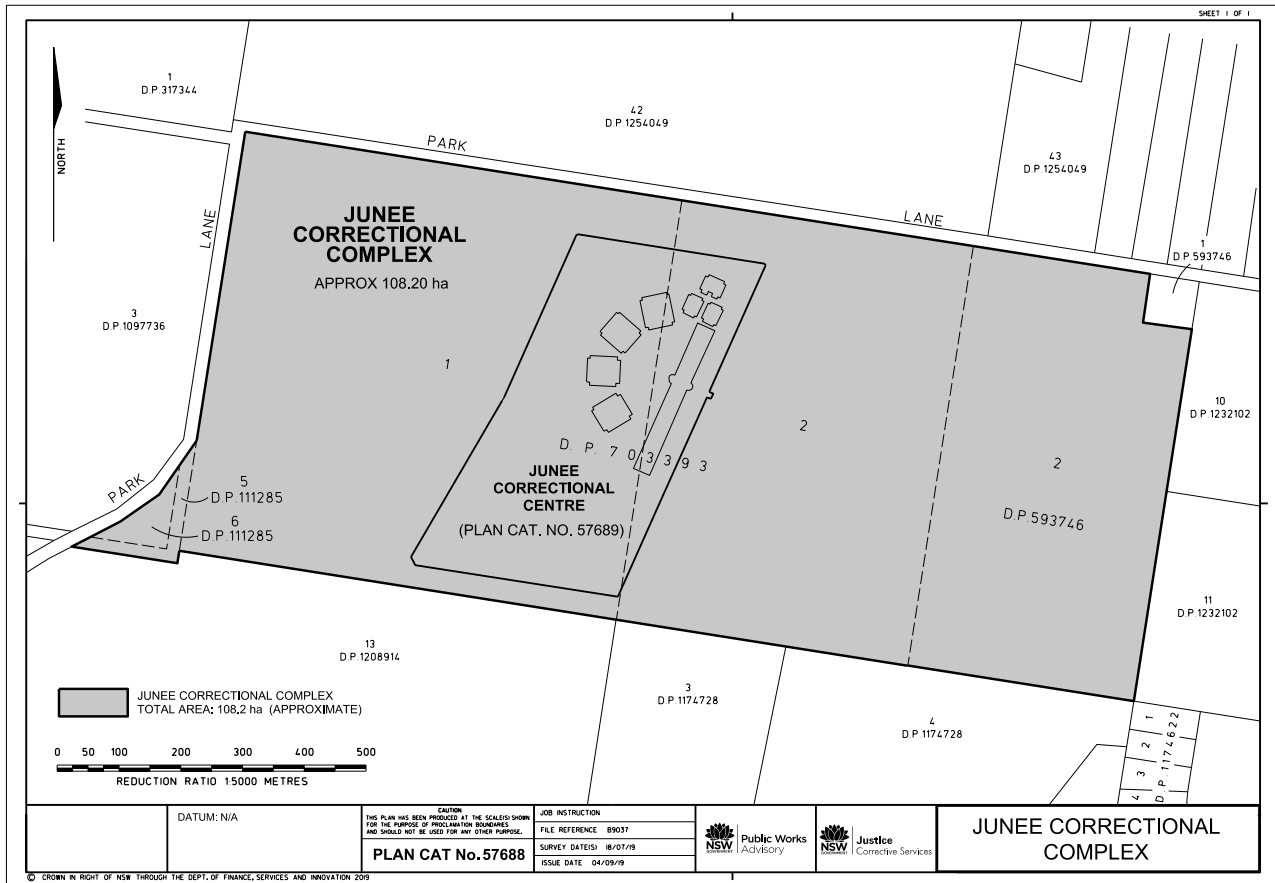 SHEET 1 OF 1
1
D.P.317344
42
D.P.1254049
43
D.P.1254049
PARK
LANE
1
D.P.593746
NORTH
LANE
JUNEE
CORRECTIONAL
COMPLEX
APPROX 108.20 ha
3
D.P.1097736
1
2
2
10
D.P.1232102
D. P. 703393
JUNEE
CORRECTIONAL
CENTRE
(PLAN CAT. NO. 57689)
D.P.593746
PARK
5
D.P.111285
6
D.P.111285
11
D.P.1232102
13
D.P.1208914
3
D.P.1174728
4
D.P.1174728
1
2
3
4
D.P.1174622
JUNEE CORRECTIONAL COMPLEX
TOTAL AREA: 108.2 ha (APPROXIMATE)
0 50 100 200 300 400 500
REDUCTION RATIO 1:5000 METRES
DATUM: N/A
CAUTION
THIS PLAN HAS BEEN PRODUCED AT THE SCALE(S) SHOWN
FOR THE PURPOSE OF PROCLAMATION BOUNDARIES
AND SHOULD NOT BE USED FOR ANY OTHER PURPOSE.
PLAN CAT No. 57688
JOB INSTRUCTION
FILE REFERENCE B9037
SURVEY DATE(S) 18/07/19
ISSUE DATE 04/09/19
NSW
GOVERNMENT
Public Works
Advisory
NSW
GOVERNMENT
Justice
Corrective Services
JUNEE CORRECTIONAL
COMPLEX
© CROWN IN RIGHT OF NSW THROUGH THE DEPT. OF FINANCE, SERVICES AND INNOVATION 2019